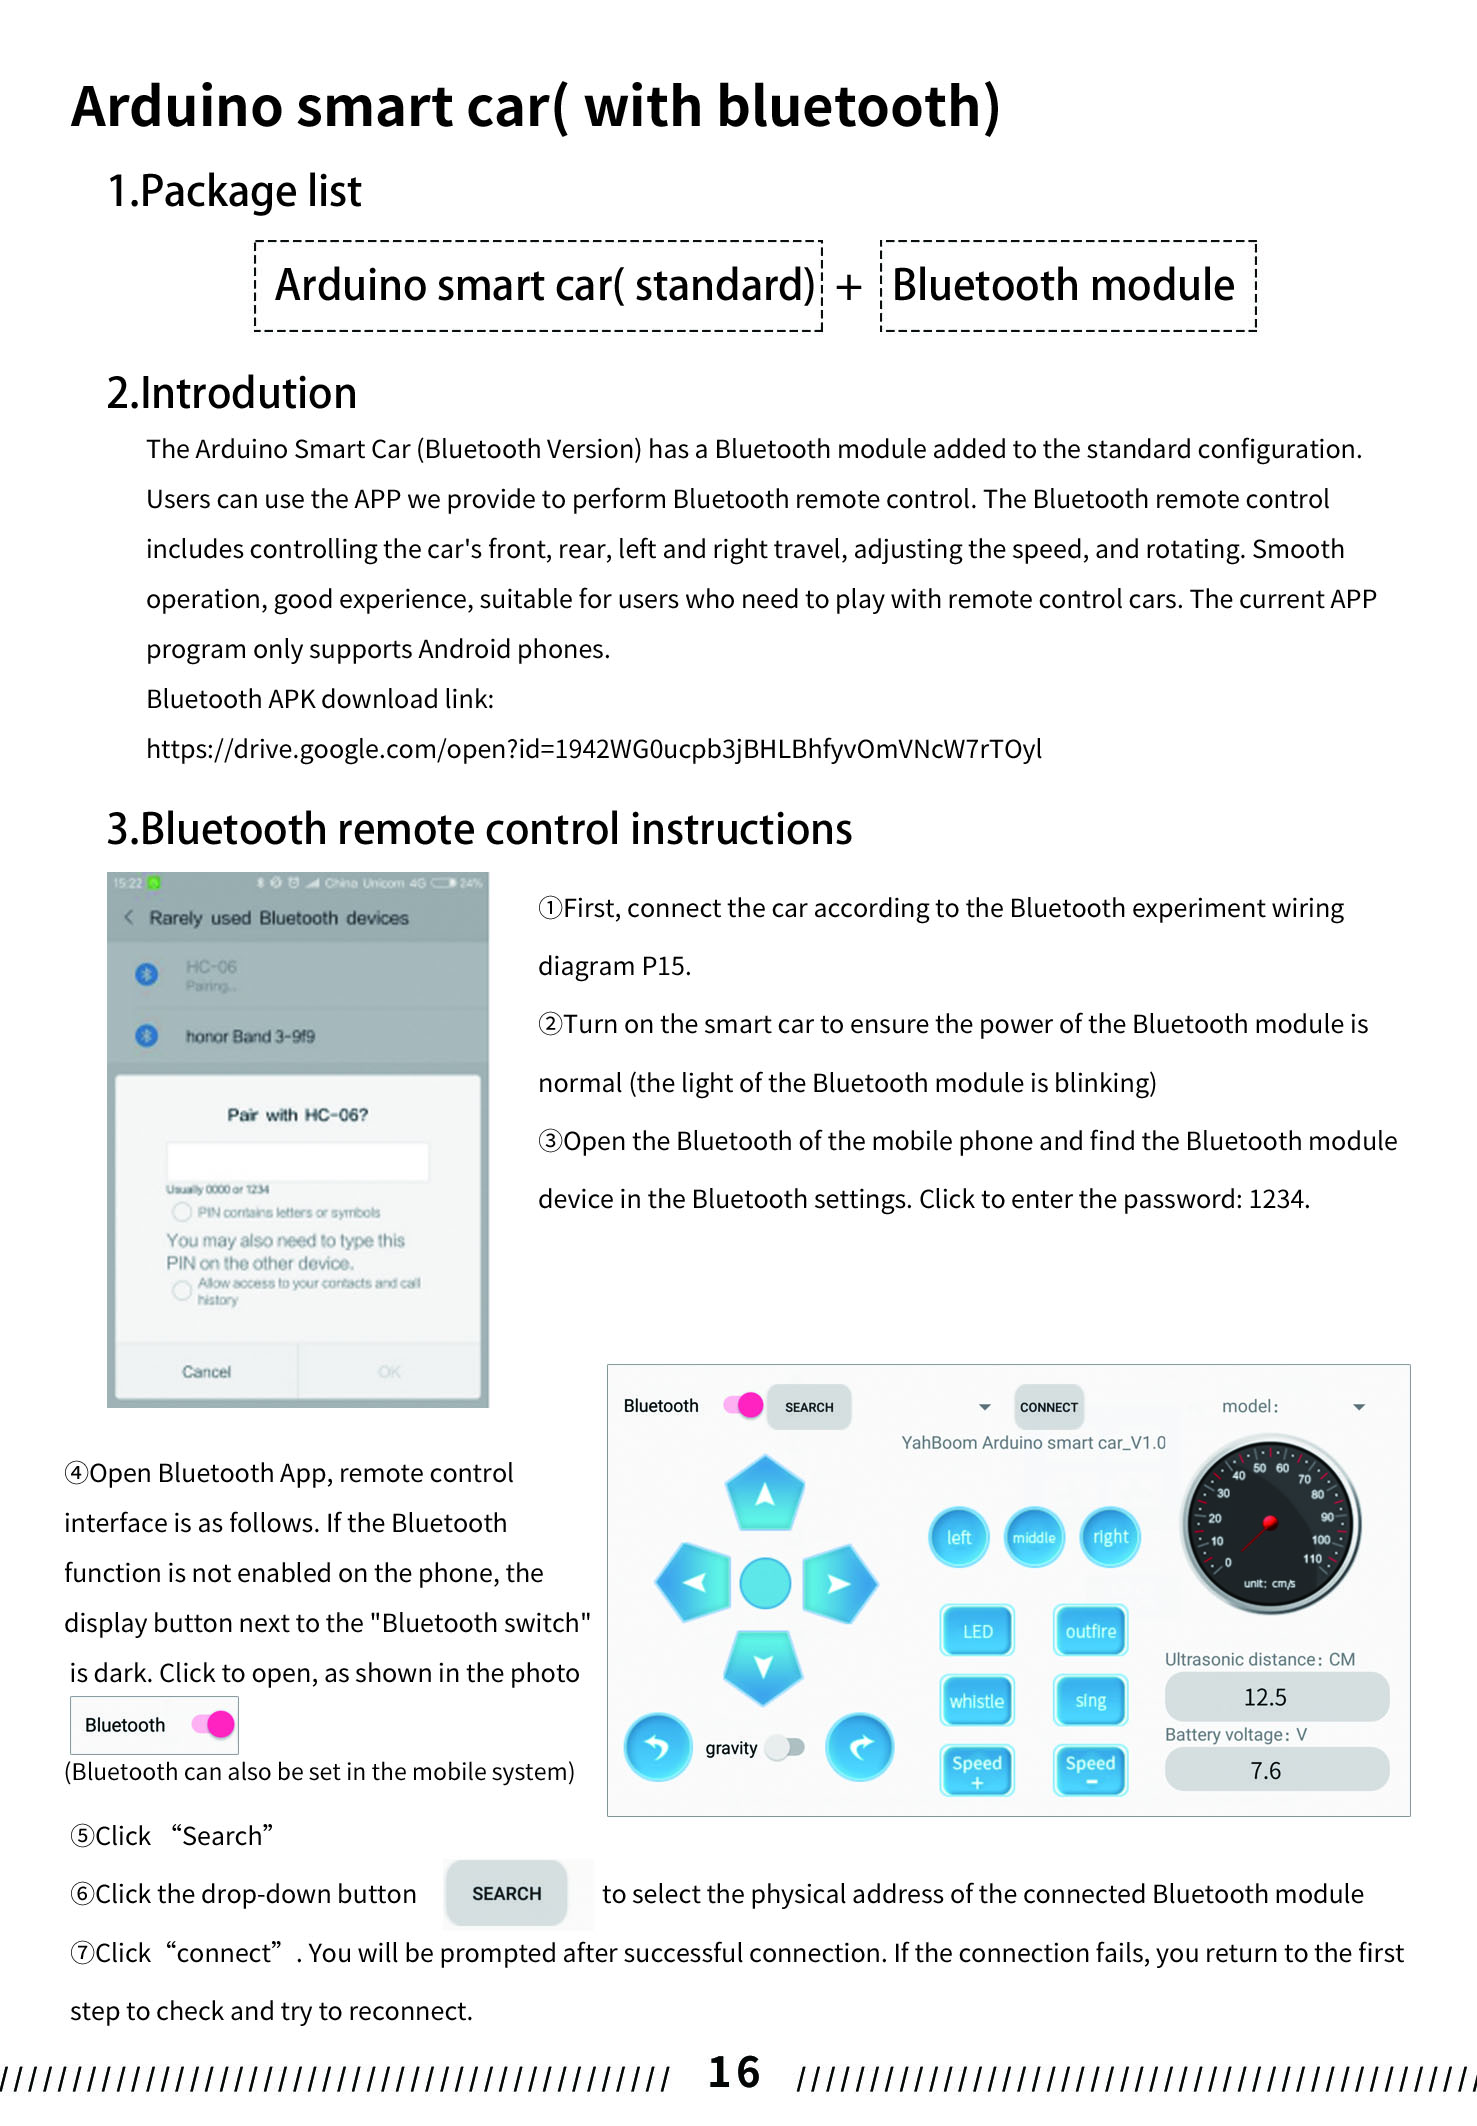 Arduino smart car( with bluetooth)
1.Package list
Arduino smart car( standard) + Bluetooth module
2.Introdution
The Arduino Smart Car (Bluetooth Version) has a Bluetooth module added to the standard configuration.
Users can use the APP we provide to perform Bluetooth remote control. The Bluetooth remote control
includes controlling the car's front, rear, left and right travel, adjusting the speed, and rotating. Smooth
operation, good experience, suitable for users who need to play with remote control cars. The current APP
program only supports Android phones.
Bluetooth APK download link:
https://drive.google.com/open?id=1942WG0ucpb3jBHLBhfyvOmVNcW7rTOyl
3.Bluetooth remote control instructions
15:22 China Unicom 4G 24%
Rarely used Bluetooth devices
HC-06
Pairing...
honor Band 3-9f9
Pair with HC-06?
Usually 0000 or 1234
PIN contains letters or symbols
You may also need to type this
PIN on the other device.
Allow access to your contacts and call
history
Cancel OK
①First, connect the car according to the Bluetooth experiment wiring
diagram P15.
②Turn on the smart car to ensure the power of the Bluetooth module is
normal (the light of the Bluetooth module is blinking)
③Open the Bluetooth of the mobile phone and find the Bluetooth module
device in the Bluetooth settings. Click to enter the password: 1234.
④Open Bluetooth App, remote control
interface is as follows. If the Bluetooth
function is not enabled on the phone, the
display button next to the "Bluetooth switch"
is dark. Click to open, as shown in the photo
Bluetooth
(Bluetooth can also be set in the mobile system)
Bluetooth SEARCH CONNECT model:
YahBoom Arduino smart car_V1.0
0 10 20 30 40 50 60 70 80 90 100 110
unit: cm/s
left middle right
LED outfire
whistle sing
Speed + Speed -
gravity
Ultrasonic distance: CM
12.5
Battery voltage: V
7.6
⑤Click “Search”
⑥Click the drop-down button SEARCH to select the physical address of the connected Bluetooth module
⑦Click “connect” . You will be prompted after successful connection. If the connection fails, you return to the first
step to check and try to reconnect.
16